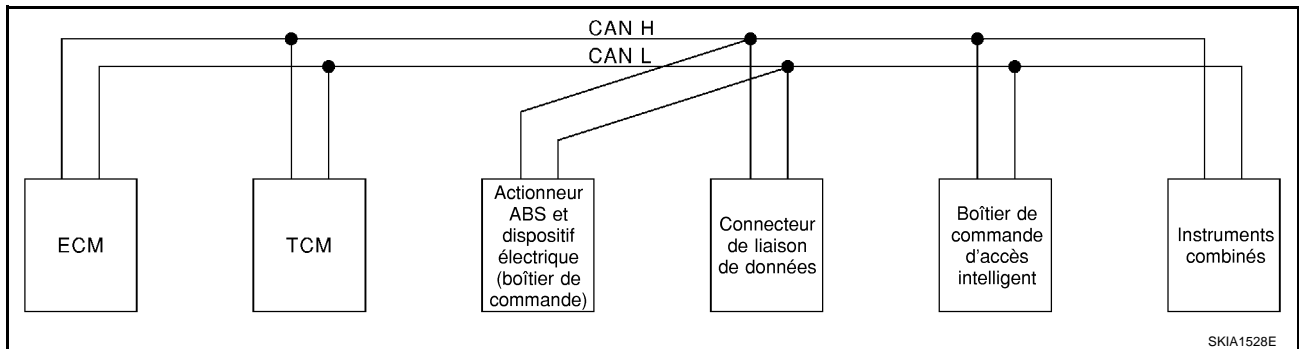 CAN H
CAN L
ECM
TCM
Actionneur
ABS et
dispositif
électrique
(boîtier de
commande)
Connecteur
de liaison
de données
Boîtier de
commande
d'accès
intelligent
Instruments
combinés
SKIA1528E